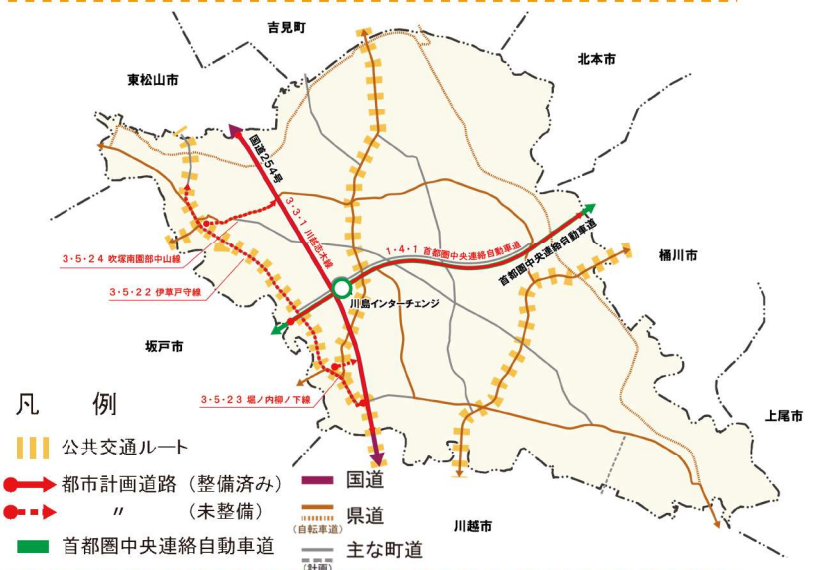 吉見町
北本市
東松山市
国道254号
3・3・1 川越志木線
1・4・1 首都圏中央連絡自動車道
首都圏中央連絡自動車道
桶川市
3・5・24 吹塚南園部中山線
3・5・22 伊草戸守線
川島インターチェンジ
坂戸市
3・5・23 堀ノ内柳ノ下線
上尾市
川越市
凡 例
公共交通ルート
都市計画道路（整備済み）
〃 （未整備）
首都圏中央連絡自動車道
国道
県道
（自転車道）
主な町道
（計画）